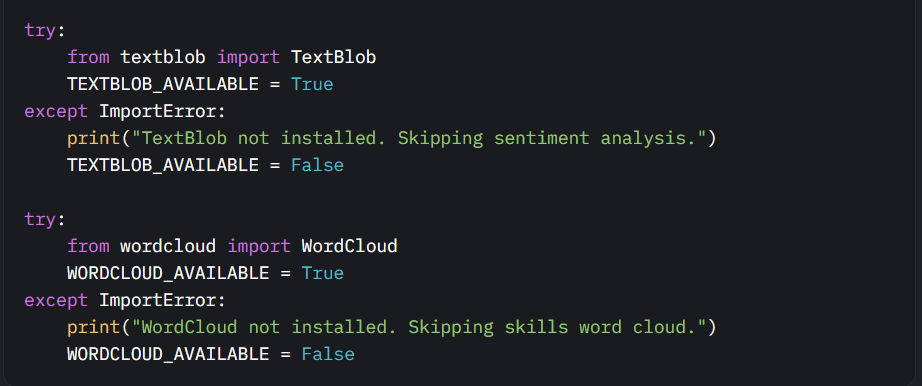 try:
    from textblob import TextBlob
    TEXTBLOB_AVAILABLE = True
except ImportError:
    print("TextBlob not installed. Skipping sentiment analysis.")
    TEXTBLOB_AVAILABLE = False

try:
    from wordcloud import WordCloud
    WORDCLOUD_AVAILABLE = True
except ImportError:
    print("WordCloud not installed. Skipping skills word cloud.")
    WORDCLOUD_AVAILABLE = False